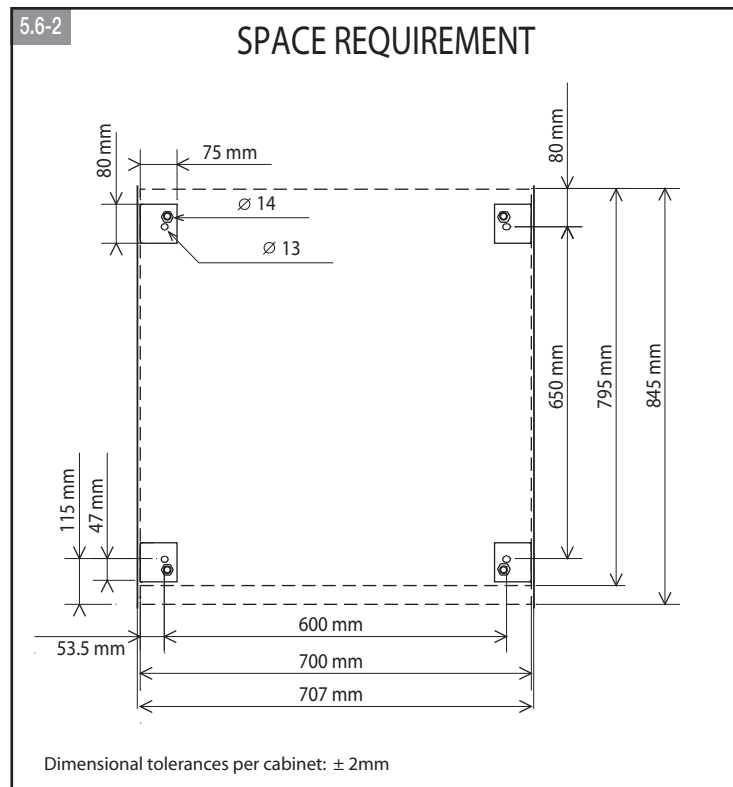 5.6-2
SPACE REQUIREMENT
80 mm
75 mm
80 mm
∅ 14
∅ 13
650 mm
795 mm
845 mm
115 mm
47 mm
600 mm
53.5 mm
700 mm
707 mm
Dimensional tolerances per cabinet: ± 2mm